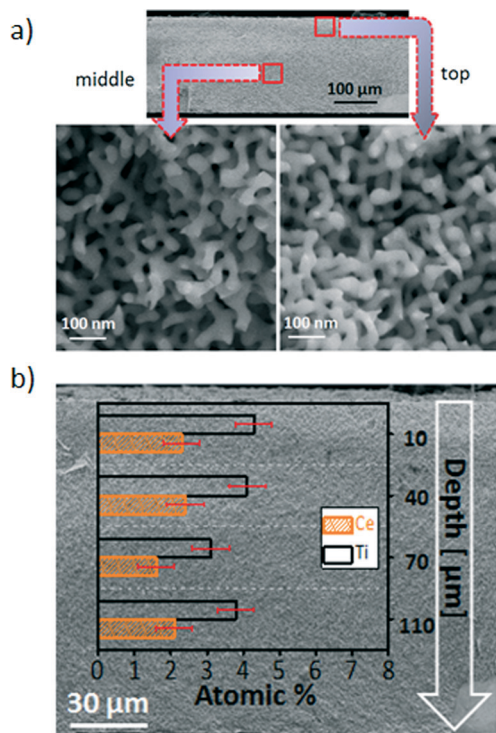 a)
middle
top
100 µm
100 nm
100 nm
b)
10
40
70
110
Ce
Ti
Depth [ µm]
0 1 2 3 4 5 6 7 8
Atomic %
30 µm